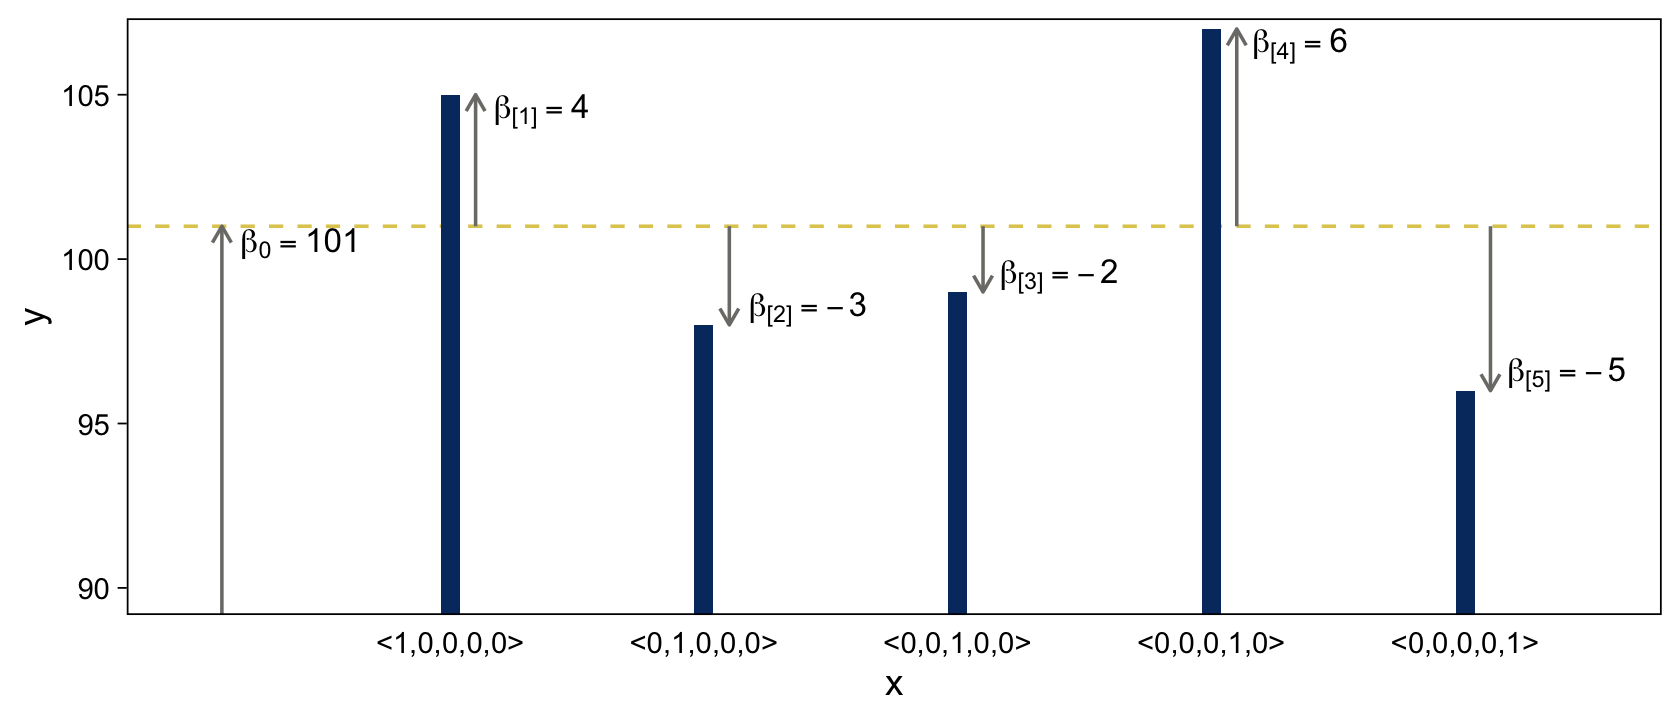 β[4] = 6
105
β[1] = 4
β0 = 101
100
β[3] = − 2
β[2] = − 3
y
β[5] = − 5
95
90
<1,0,0,0,0> <0,1,0,0,0> <0,0,1,0,0> <0,0,0,1,0> <0,0,0,0,1>
x